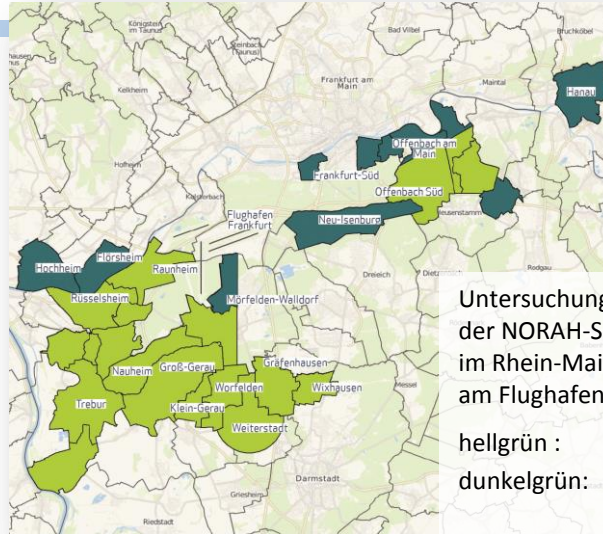 Königstein
im Taunus
Steinbach
(Taunus)
Bad Vilbel
Bruchköbel
Kelkheim
Frankfurt am
Main
Maintal
Hanau
Hofheim
Offenbach am
Main
Frankfurt-Süd
Offenbach Süd
Flughafen
Frankfurt
Neu-Isenburg
Heusenstamm
Hochheim
Flörsheim
Raunheim
Dreieich
Rodgau
Rüsselsheim
Mörfelden-Walldorf
Untersuchung
der NORAH-S
im Rhein-Mai
am Flughafen
Nauheim
Groß-Gerau
Gräfenhausen
Worfelden
Wixhausen
Messel
Trebur
Klein-Gerau
Weiterstadt
hellgrün :
dunkelgrün:
Darmstadt
Griesheim
Riedstadt